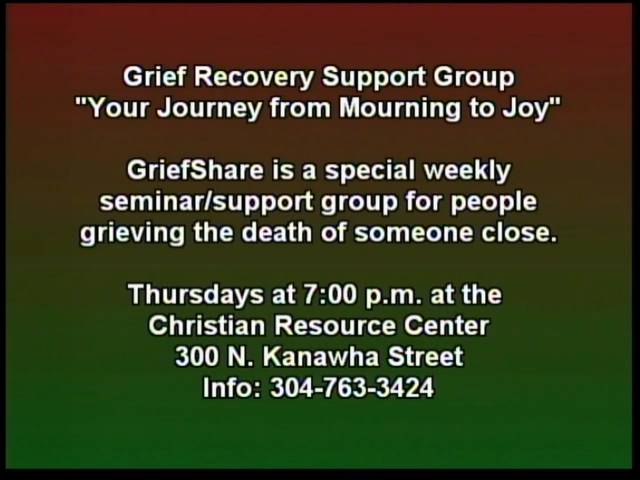 Grief Recovery Support Group
"Your Journey from Mourning to Joy"
GriefShare is a special weekly
seminar/support group for people
grieving the death of someone close.
Thursdays at 7:00 p.m. at the
Christian Resource Center
300 N. Kanawha Street
Info: 304-763-3424